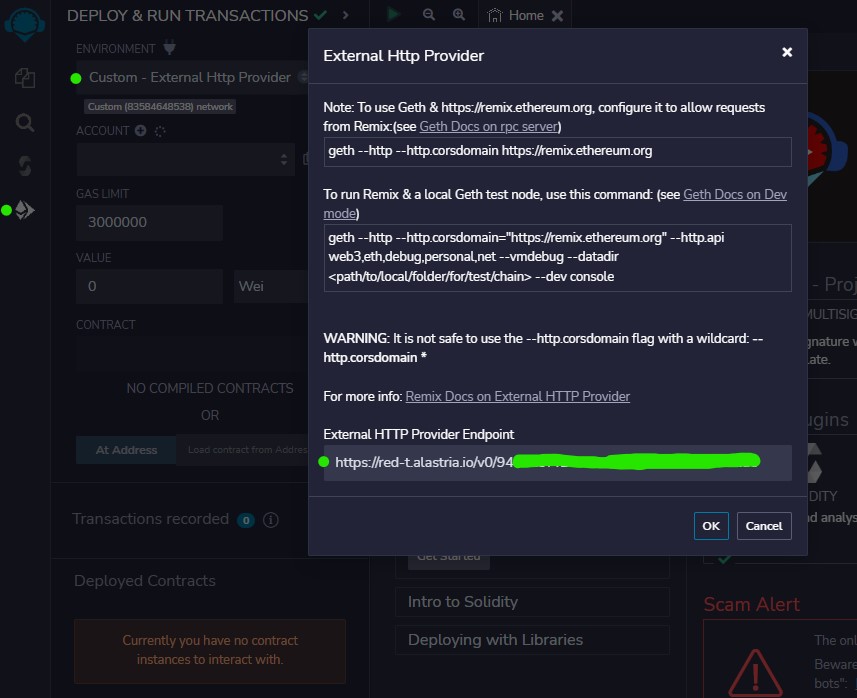 DEPLOY & RUN TRANSACTIONS
Home
ENVIRONMENT
Custom - External Http Provider
Custom (83584648538) network
ACCOUNT
GAS LIMIT
3000000
VALUE
0
Wei
CONTRACT
NO COMPILED CONTRACTS
OR
At Address
Load contract from Addres
Transactions recorded 0
Deployed Contracts
Currently you have no contract
instances to interact with.
External Http Provider
Note: To use Geth & https://remix.ethereum.org, configure it to allow requests
from Remix:(see Geth Docs on rpc server)
geth --http --http.corsdomain https://remix.ethereum.org
To run Remix & a local Geth test node, use this command: (see Geth Docs on Dev
mode)
geth --http --http.corsdomain="https://remix.ethereum.org" --http.api
web3,eth,debug,personal,net --vmdebug --datadir
<path/to/local/folder/for/test/chain> --dev console
WARNING: It is not safe to use the --http.corsdomain flag with a wildcard: --
http.corsdomain *
For more info: Remix Docs on External HTTP Provider
External HTTP Provider Endpoint
https://red-t.alastria.io/v0/94
OK
Cancel
Get Started
Intro to Solidity
Deploying with Libraries
- Proj
MULTISIG
gnature w
late.
ugins
DITY
nd analys
Scam Alert
The onl
Beware
bots":